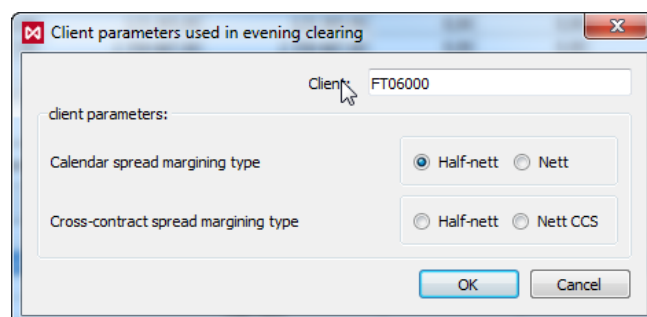 Client parameters used in evening clearing
Client: FT06000
client parameters:
Calendar spread margining type Half-nett Nett
Cross-contract spread margining type Half-nett Nett CCS
OK Cancel